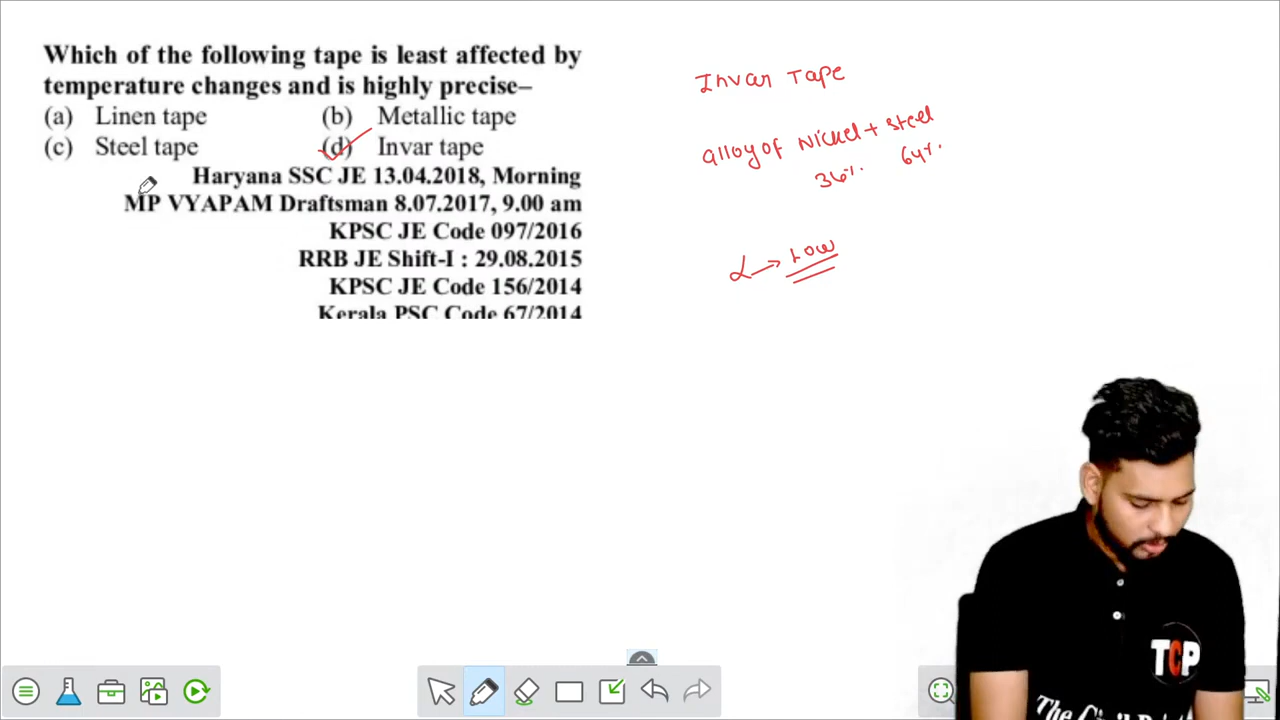 Which of the following tape is least affected by
temperature changes and is highly precise–
(a) Linen tape (b) Metallic tape
(c) Steel tape (d) Invar tape
Haryana SSC JE 13.04.2018, Morning
MP VYAPAM Draftsman 8.07.2017, 9.00 am
KPSC JE Code 097/2016
RRB JE Shift-I : 29.08.2015
KPSC JE Code 156/2014
Kerala PSC Code 67/2014
Invar Tape
alloy of Nickel + steel
36%. 64%.
α → Low
TCP
The Civil